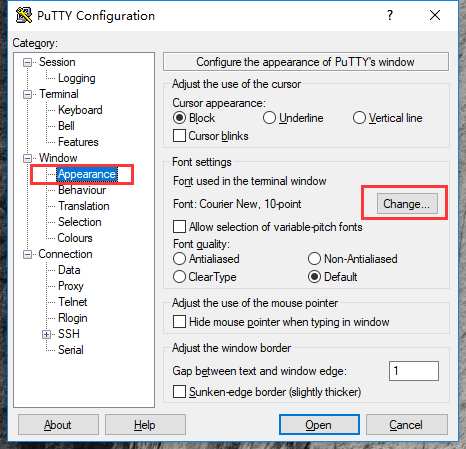 PuTTY Configuration
Category:
Session
Logging
Terminal
Keyboard
Bell
Features
Window
Appearance
Behaviour
Translation
Selection
Colours
Connection
Data
Proxy
Telnet
Rlogin
SSH
Serial
Configure the appearance of PuTTY's window
Adjust the use of the cursor
Cursor appearance:
Block Underline Vertical line
Cursor blinks
Font settings
Font used in the terminal window
Font: Courier New, 10-point Change...
Allow selection of variable-pitch fonts
Font quality:
Antialiased Non-Antialiased
ClearType Default
Adjust the use of the mouse pointer
Hide mouse pointer when typing in window
Adjust the window border
Gap between text and window edge: 1
Sunken-edge border (slightly thicker)
About Help Open Cancel